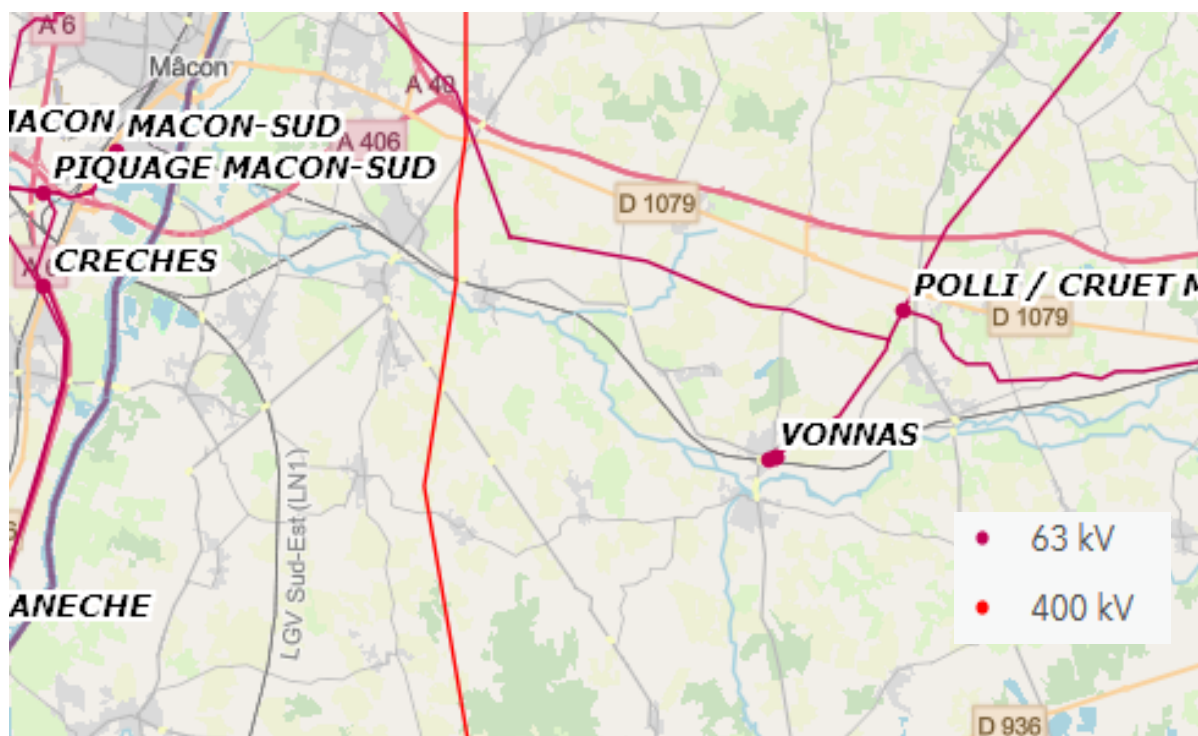 A 6
Mâcon
A 40
MACON
MACON-SUD
A 406
PIQUAGE MACON-SUD
D 1079
CRECHES
POLLI / CRUET M
D 1079
VONNAS
LGV Sud-Est (LN1)
63 kV
400 kV
ANECHE
D 936